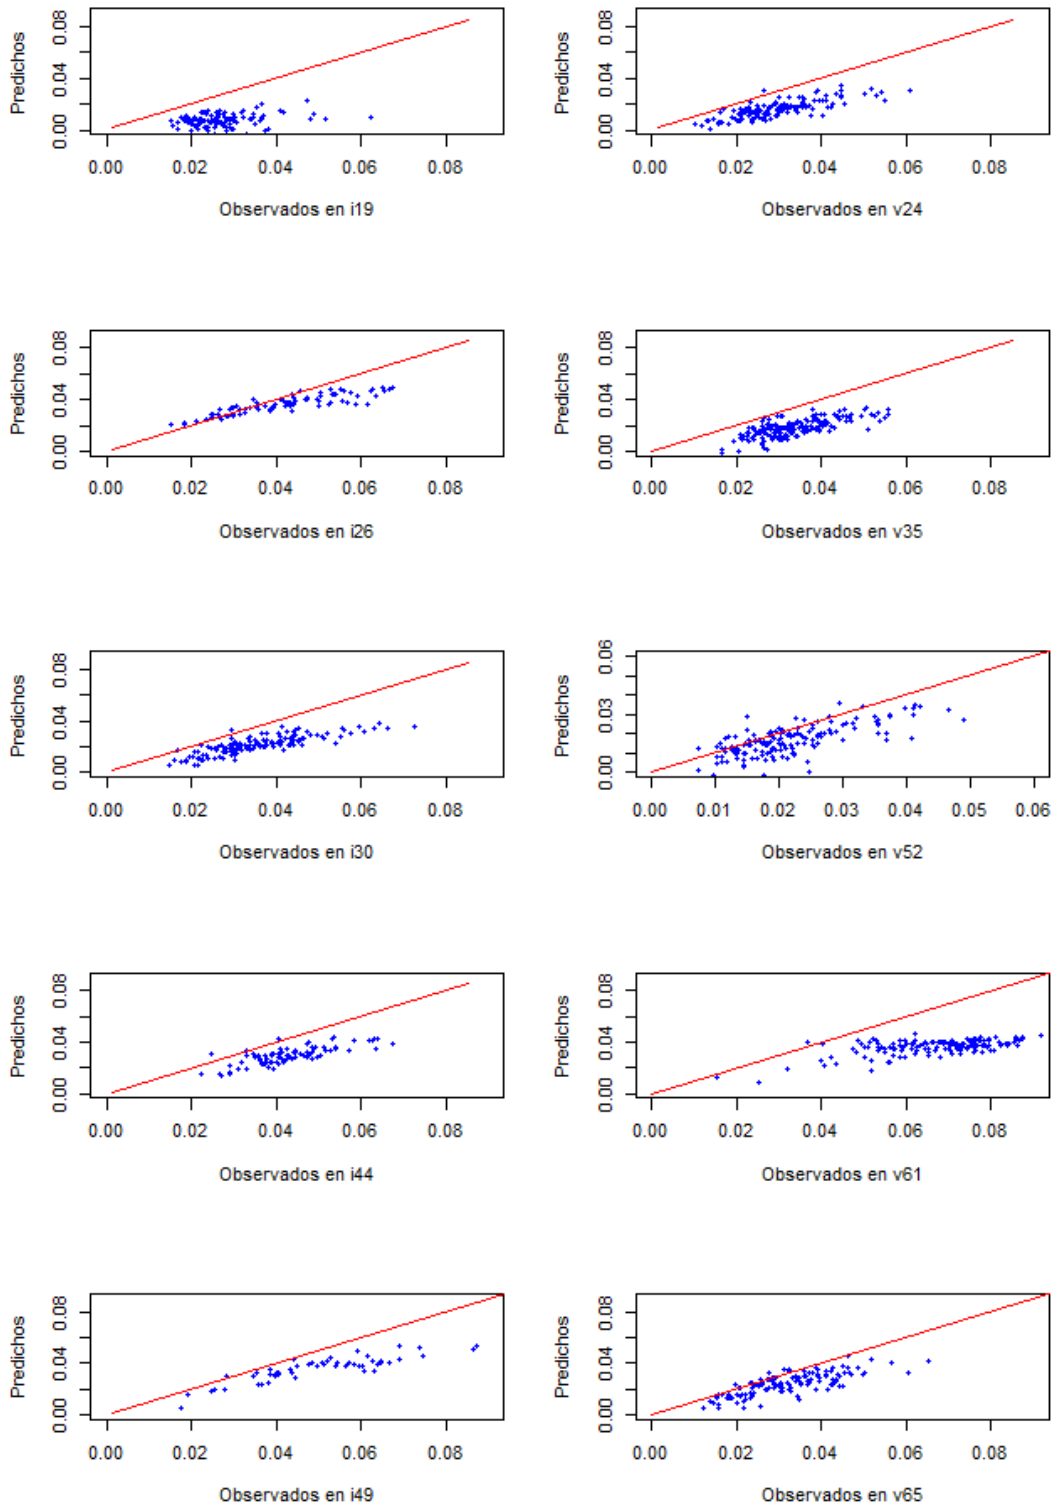 Predichos
0.00 0.04 0.08
0.00 0.02 0.04 0.06 0.08
Observados en i19
Predichos
0.00 0.04 0.08
0.00 0.02 0.04 0.06 0.08
Observados en v24
Predichos
0.00 0.04 0.08
0.00 0.02 0.04 0.06 0.08
Observados en i26
Predichos
0.00 0.04 0.08
0.00 0.02 0.04 0.06 0.08
Observados en v35
Predichos
0.00 0.04 0.08
0.00 0.02 0.04 0.06 0.08
Observados en i30
Predichos
0.00 0.03 0.06
0.00 0.01 0.02 0.03 0.04 0.05 0.06
Observados en v52
Predichos
0.00 0.04 0.08
0.00 0.02 0.04 0.06 0.08
Observados en i44
Predichos
0.00 0.04 0.08
0.00 0.02 0.04 0.06 0.08
Observados en v61
Predichos
0.00 0.04 0.08
0.00 0.02 0.04 0.06 0.08
Observados en i49
Predichos
0.00 0.04 0.08
0.00 0.02 0.04 0.06 0.08
Observados en v65